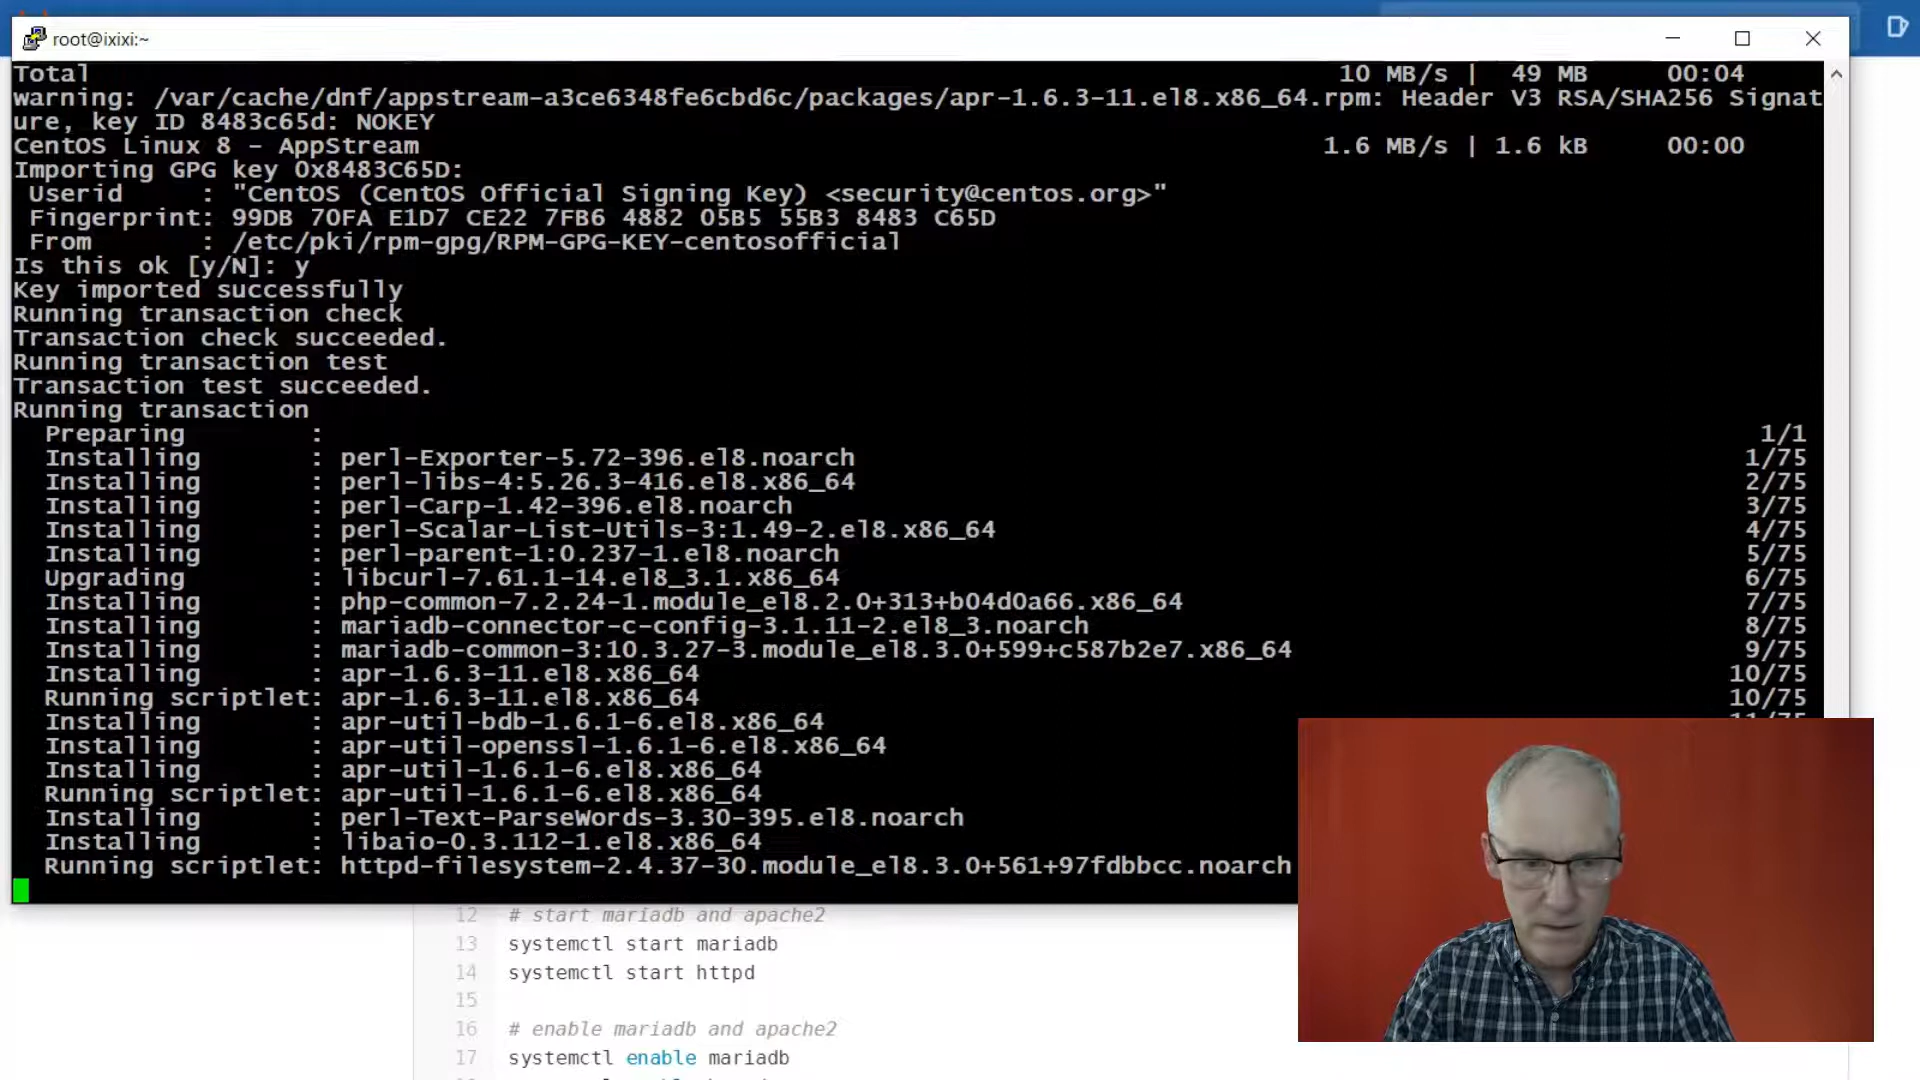 root@ixixi:~
Total 10 MB/s | 49 MB 00:04
warning: /var/cache/dnf/appstream-a3ce6348fe6cbd6c/packages/apr-1.6.3-11.el8.x86_64.rpm: Header V3 RSA/SHA256 Signat
ure, key ID 8483c65d: NOKEY
CentOS Linux 8 - AppStream 1.6 MB/s | 1.6 kB 00:00
Importing GPG key 0x8483C65D:
Userid : "CentOS (CentOS Official Signing Key) <security@centos.org>"
Fingerprint: 99DB 70FA E1D7 CE22 7FB6 4882 05B5 55B3 8483 C65D
From : /etc/pki/rpm-gpg/RPM-GPG-KEY-centosofficial
Is this ok [y/N]: y
Key imported successfully
Running transaction check
Transaction check succeeded.
Running transaction test
Transaction test succeeded.
Running transaction
Preparing : 1/1
Installing : perl-Exporter-5.72-396.el8.noarch 1/75
Installing : perl-libs-4:5.26.3-416.el8.x86_64 2/75
Installing : perl-Carp-1.42-396.el8.noarch 3/75
Installing : perl-Scalar-List-Utils-3:1.49-2.el8.x86_64 4/75
Installing : perl-parent-1:0.237-1.el8.noarch 5/75
Upgrading : libcurl-7.61.1-14.el8_3.1.x86_64 6/75
Installing : php-common-7.2.24-1.module_el8.2.0+313+b04d0a66.x86_64 7/75
Installing : mariadb-connector-c-config-3.1.11-2.el8_3.noarch 8/75
Installing : mariadb-common-3:10.3.27-3.module_el8.3.0+599+c587b2e7.x86_64 9/75
Installing : apr-1.6.3-11.el8.x86_64 10/75
Running scriptlet: apr-1.6.3-11.el8.x86_64 10/75
Installing : apr-util-bdb-1.6.1-6.el8.x86_64 11/75
Installing : apr-util-openssl-1.6.1-6.el8.x86_64
Installing : apr-util-1.6.1-6.el8.x86_64
Running scriptlet: apr-util-1.6.1-6.el8.x86_64
Installing : perl-Text-ParseWords-3.30-395.el8.noarch
Installing : libaio-0.3.112-1.el8.x86_64
Running scriptlet: httpd-filesystem-2.4.37-30.module_el8.3.0+561+97fdbbcc.noarch
12 # start mariadb and apache2
13 systemctl start mariadb
14 systemctl start httpd
15
16 # enable mariadb and apache2
17 systemctl enable mariadb